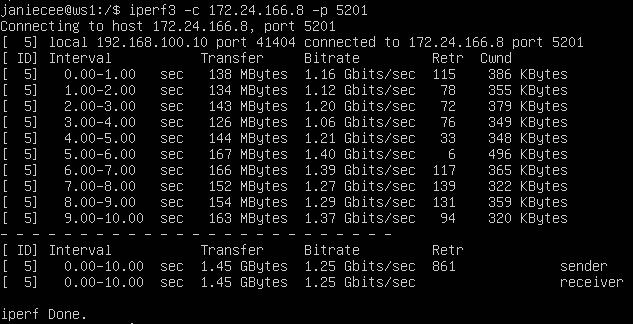 janiecee@ws1:/$ iperf3 -c 172.24.166.8 -p 5201
Connecting to host 172.24.166.8, port 5201
[  5] local 192.168.100.10 port 41404 connected to 172.24.166.8 port 5201
[ ID] Interval           Transfer     Bitrate         Retr  Cwnd
[  5]   0.00-1.00   sec   138 MBytes  1.16 Gbits/sec  115    386 KBytes
[  5]   1.00-2.00   sec   134 MBytes  1.12 Gbits/sec   78    355 KBytes
[  5]   2.00-3.00   sec   143 MBytes  1.20 Gbits/sec   72    379 KBytes
[  5]   3.00-4.00   sec   126 MBytes  1.06 Gbits/sec   76    349 KBytes
[  5]   4.00-5.00   sec   144 MBytes  1.21 Gbits/sec   33    348 KBytes
[  5]   5.00-6.00   sec   167 MBytes  1.40 Gbits/sec    6    496 KBytes
[  5]   6.00-7.00   sec   166 MBytes  1.39 Gbits/sec  117    365 KBytes
[  5]   7.00-8.00   sec   152 MBytes  1.27 Gbits/sec  139    322 KBytes
[  5]   8.00-9.00   sec   154 MBytes  1.29 Gbits/sec  131    359 KBytes
[  5]   9.00-10.00  sec   163 MBytes  1.37 Gbits/sec   94    320 KBytes
- - - - - - - - - - - - - - - - - - - - - - - - -
[ ID] Interval           Transfer     Bitrate         Retr
[  5]   0.00-10.00  sec  1.45 GBytes  1.25 Gbits/sec  861             sender
[  5]   0.00-10.00  sec  1.45 GBytes  1.25 Gbits/sec                  receiver

iperf Done.